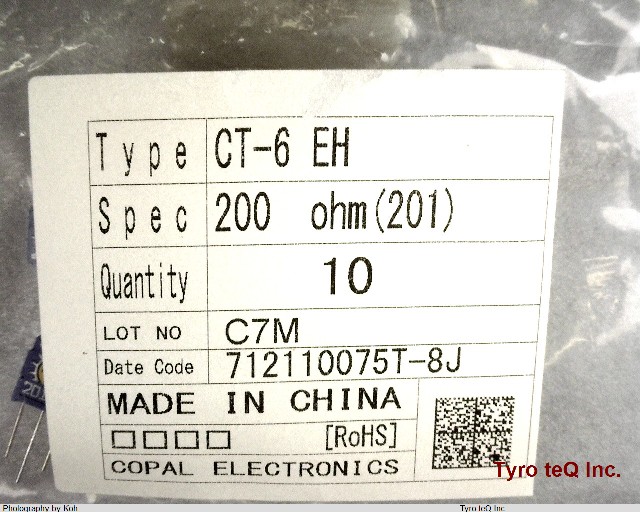 Type CT-6 EH
Spec 200 ohm(201)
Quantity 10
LOT NO C7M
Date Code 712110075T-8J
MADE IN CHINA
□□□□ [RoHS]
COPAL ELECTRONICS
Tyro teQ Inc.
Photography by Koh Tyro teQ Inc